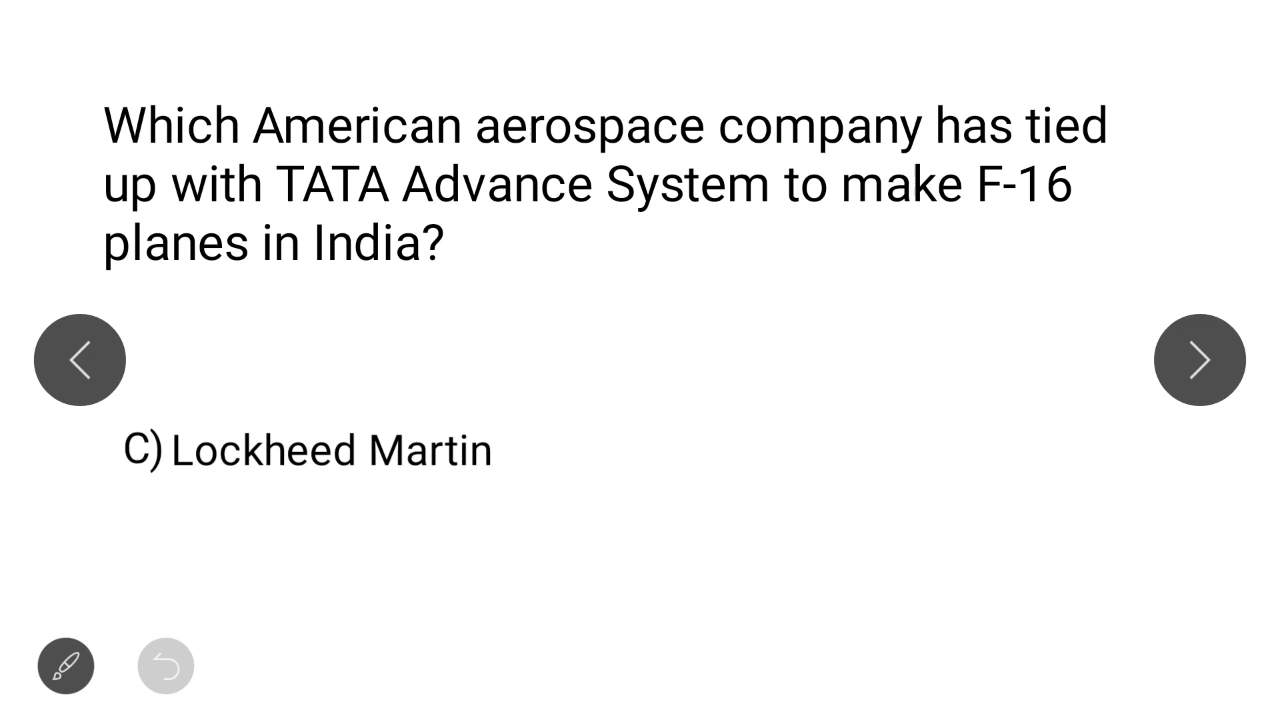 Which American aerospace company has tied
up with TATA Advance System to make F-16
planes in India?
C) Lockheed Martin